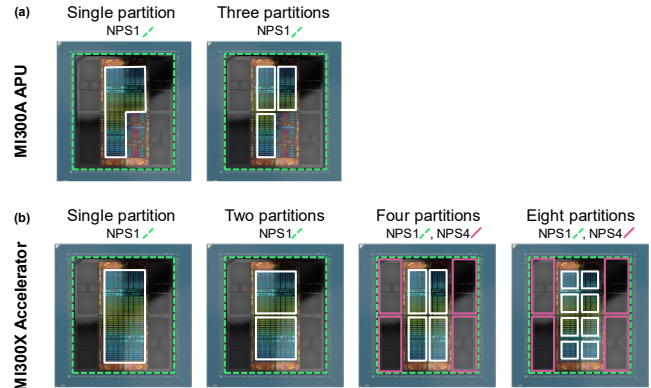 (a)
Single partition
NPS1
Three partitions
NPS1
MI300A APU
(b)
Single partition
NPS1
Two partitions
NPS1
Four partitions
NPS1 , NPS4
Eight partitions
NPS1 , NPS4
MI300X Accelerator